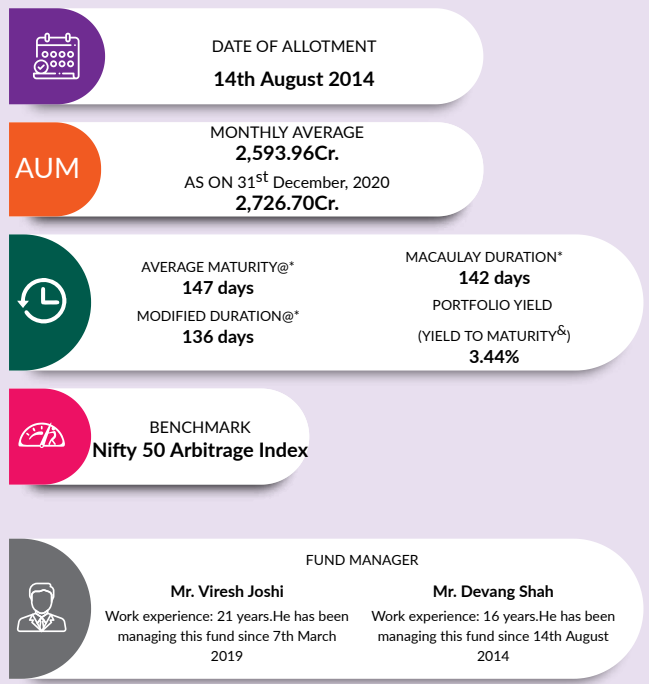 DATE OF ALLOTMENT
14th August 2014
AUM
MONTHLY AVERAGE
2,593.96Cr.
AS ON 31st December, 2020
2,726.70Cr.
AVERAGE MATURITY@*
147 days
MODIFIED DURATION@*
136 days
MACAULAY DURATION*
142 days
PORTFOLIO YIELD
(YIELD TO MATURITY&)
3.44%
BENCHMARK
Nifty 50 Arbitrage Index
FUND MANAGER
Mr. Viresh Joshi
Work experience: 21 years.He has been
managing this fund since 7th March
2019
Mr. Devang Shah
Work experience: 16 years.He has been
managing this fund since 14th August
2014